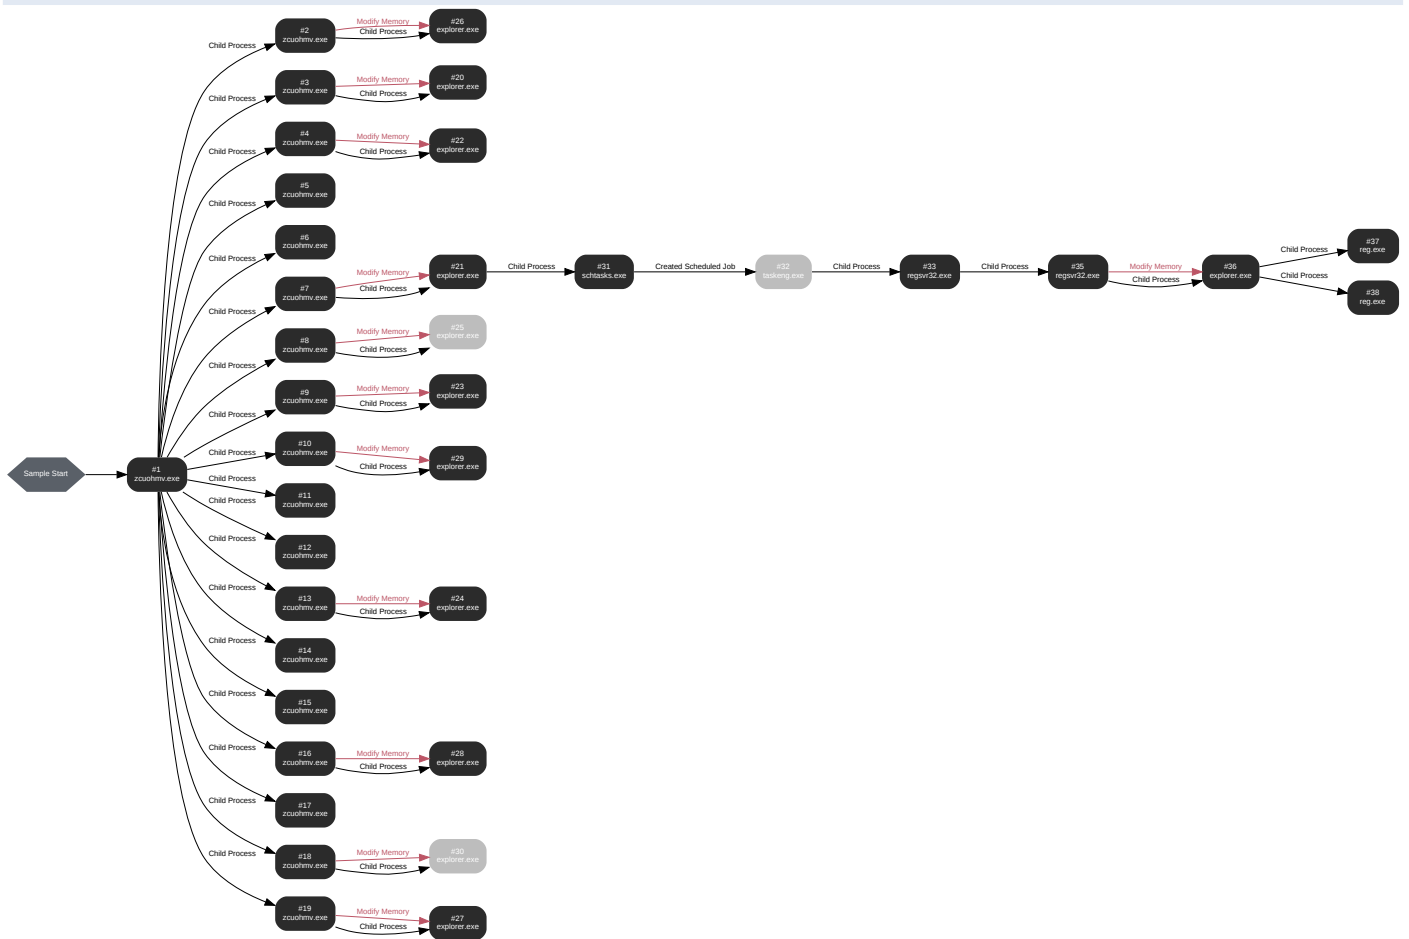 Child Process
#2
zcuohmv.exe
Modify Memory
Child Process
#26
explorer.exe
Child Process
#3
zcuohmv.exe
Modify Memory
Child Process
#20
explorer.exe
Child Process
#4
zcuohmv.exe
Modify Memory
Child Process
#22
explorer.exe
Child Process
#5
zcuohmv.exe
Child Process
#6
zcuohmv.exe
Child Process
#7
zcuohmv.exe
Modify Memory
Child Process
#21
explorer.exe
Child Process
#31
schtasks.exe
Created Scheduled Job
#32
taskeng.exe
Child Process
#33
regsvr32.exe
Child Process
#35
regsvr32.exe
Modify Memory
Child Process
#36
explorer.exe
Child Process
#37
reg.exe
Child Process
#38
reg.exe
Child Process
#8
zcuohmv.exe
Modify Memory
Child Process
#25
explorer.exe
Child Process
#9
zcuohmv.exe
Modify Memory
Child Process
#23
explorer.exe
Sample Start
#1
zcuohmv.exe
Child Process
#10
zcuohmv.exe
Modify Memory
Child Process
#29
explorer.exe
Child Process
#11
zcuohmv.exe
Child Process
#12
zcuohmv.exe
Child Process
#13
zcuohmv.exe
Modify Memory
Child Process
#24
explorer.exe
Child Process
#14
zcuohmv.exe
Child Process
#15
zcuohmv.exe
Child Process
#16
zcuohmv.exe
Modify Memory
Child Process
#28
explorer.exe
Child Process
#17
zcuohmv.exe
Child Process
#18
zcuohmv.exe
Modify Memory
Child Process
#30
explorer.exe
Child Process
#19
zcuohmv.exe
Modify Memory
Child Process
#27
explorer.exe